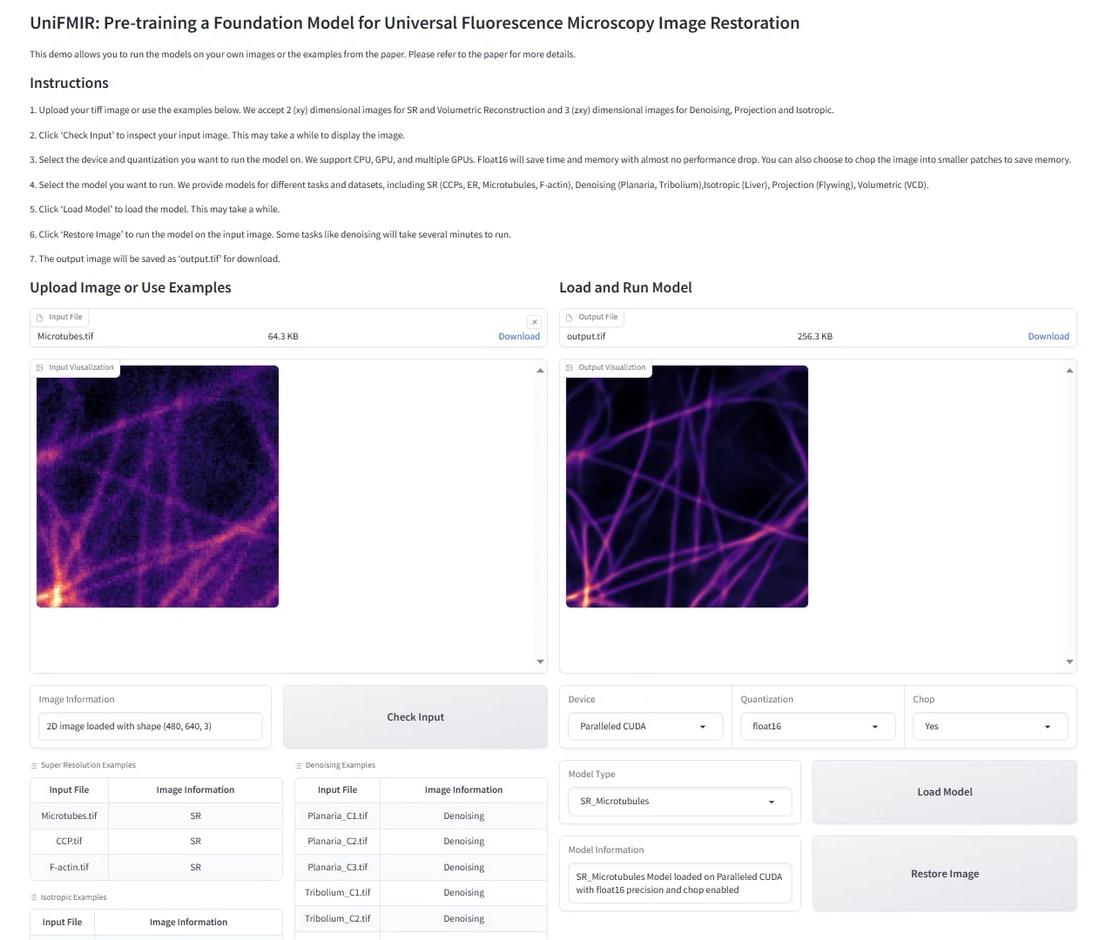 UniFMIR: Pre-training a Foundation Model for Universal Fluorescence Microscopy Image Restoration
This demo allows you to run the models on your own images or the examples from the paper. Please refer to the paper for more details.
Instructions
1. Upload your tiff image or use the examples below. We accept 2 (xy) dimensional images for SR and Volumetric Reconstruction and 3 (zxy) dimensional images for Denoising, Projection and Isotropic.
2. Click ‘Check Input’ to inspect your input image. This may take a while to display the image.
3. Select the device and quantization you want to run the model on. We support CPU, GPU, and multiple GPUs. Float16 will save time and memory with almost no performance drop. You can also choose to chop the image into smaller patches to save memory.
4. Select the model you want to run. We provide models for different tasks and datasets, including SR (CCPs, ER, Microtubules, F-actin), Denoising (Planaria, Tribolium),Isotropic (Liver), Projection (Flywing), Volumetric (VCD).
5. Click ‘Load Model’ to load the model. This may take a while.
6. Click ‘Restore Image’ to run the model on the input image. Some tasks like denoising will take several minutes to run.
7. The output image will be saved as ‘output.tif’ for download.
Upload Image or Use Examples
Input File
Microtubes.tif 64.3 KB Download
Input Viusalization
Image Information
2D image loaded with shape (480, 640, 3)
Check Input
Super Resolution Examples
Input File Image Information
Microtubes.tif SR
CCP.tif SR
F-actin.tif SR
Isotropic Examples
Input File Image Information
Denoising Examples
Input File Image Information
Planaria_C1.tif Denoising
Planaria_C2.tif Denoising
Planaria_C3.tif Denoising
Tribolium_C1.tif Denoising
Tribolium_C2.tif Denoising
Load and Run Model
Output File
output.tif 256.3 KB Download
Output Visualiztion
Device Quantization Chop
Paralleled CUDA float16 Yes
Model Type
SR_Microtubules
Load Model
Model Information
SR_Microtubules Model loaded on Paralleled CUDA
with float16 precision and chop enabled
Restore Image